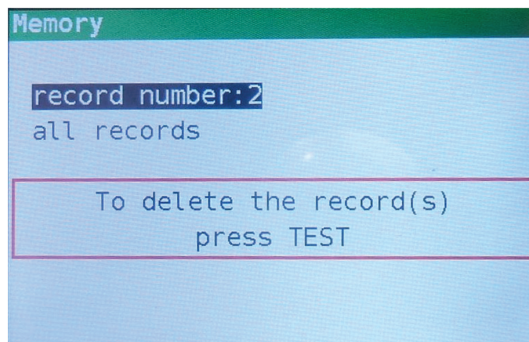 Memory
record number:2
all records
To delete the record(s)
press TEST